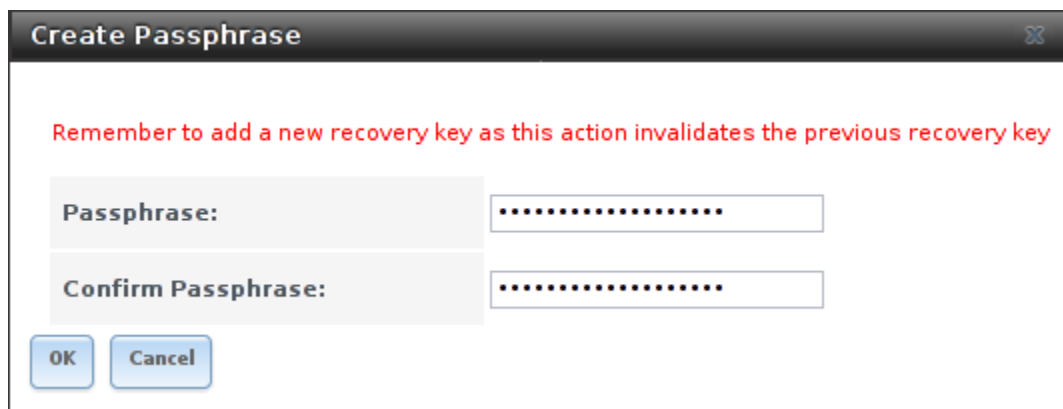 Create Passphrase
Remember to add a new recovery key as this action invalidates the previous recovery key
Passphrase: •••••••••••••••••••
Confirm Passphrase: •••••••••••••••••••
OK Cancel